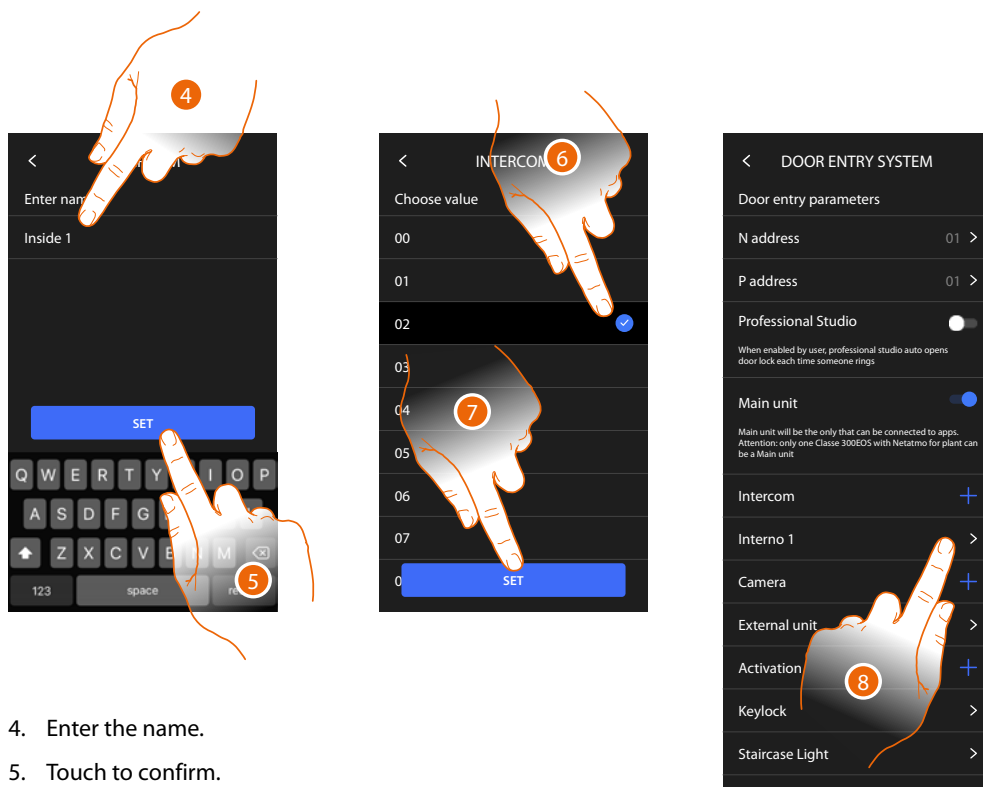 4
Enter nam
Inside 1
SET
Q W E R T Y I O P
A S D F G
Z X C V B N M
123 space re
5
INTERCOM
6
Choose value
00
01
02
03
04
7
05
06
07
0
SET
DOOR ENTRY SYSTEM
Door entry parameters
N address 01
P address 01
Professional Studio
When enabled by user, professional studio auto opens
door lock each time someone rings
Main unit
Main unit will be the only that can be connected to apps.
Attention: only one Classe 300EOS with Netatmo for plant can
be a Main unit
Intercom
Interno 1
Camera
External unit
Activation
8
Keylock
Staircase Light
4. Enter the name.
5. Touch to confirm.